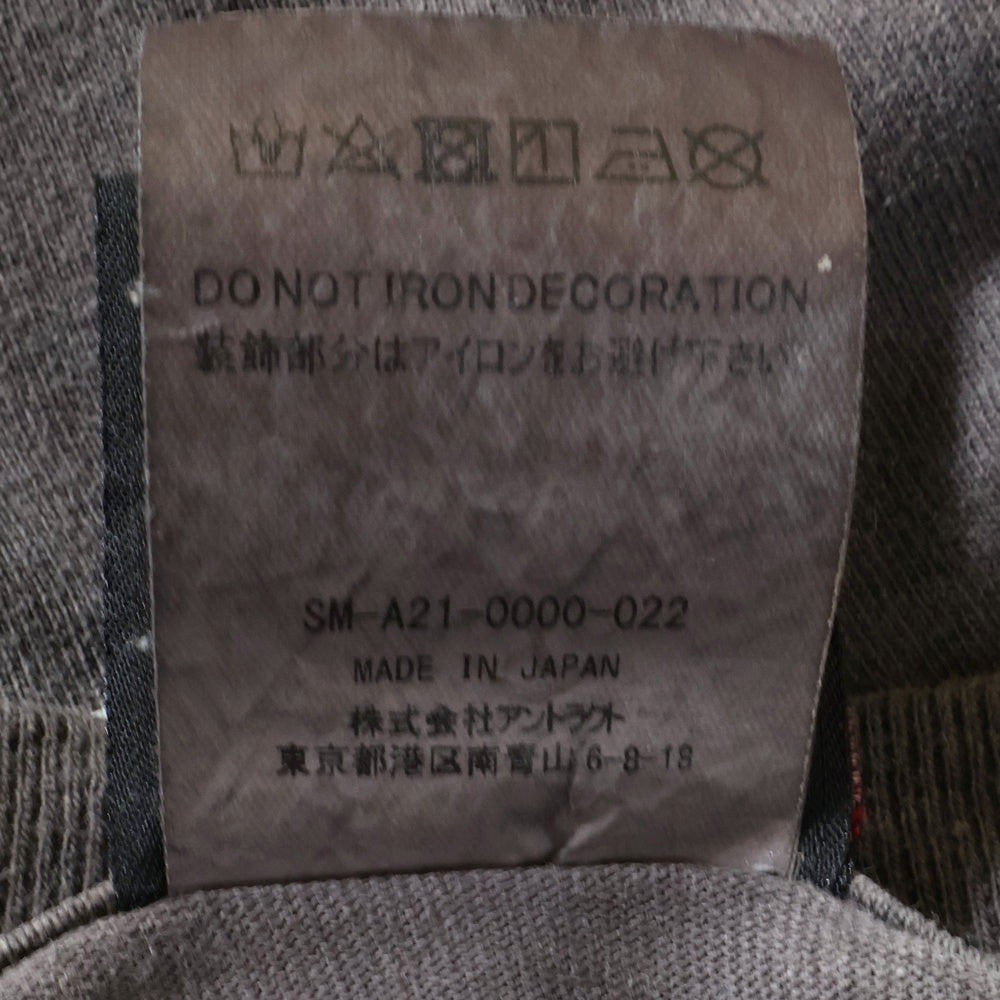 DO NOT IRON DECORATION
装飾部分はアイロンをお避け下さい
SM-A21-0000-022
MADE IN JAPAN
株式会社アントラクト
東京都港区南青山6-8-18